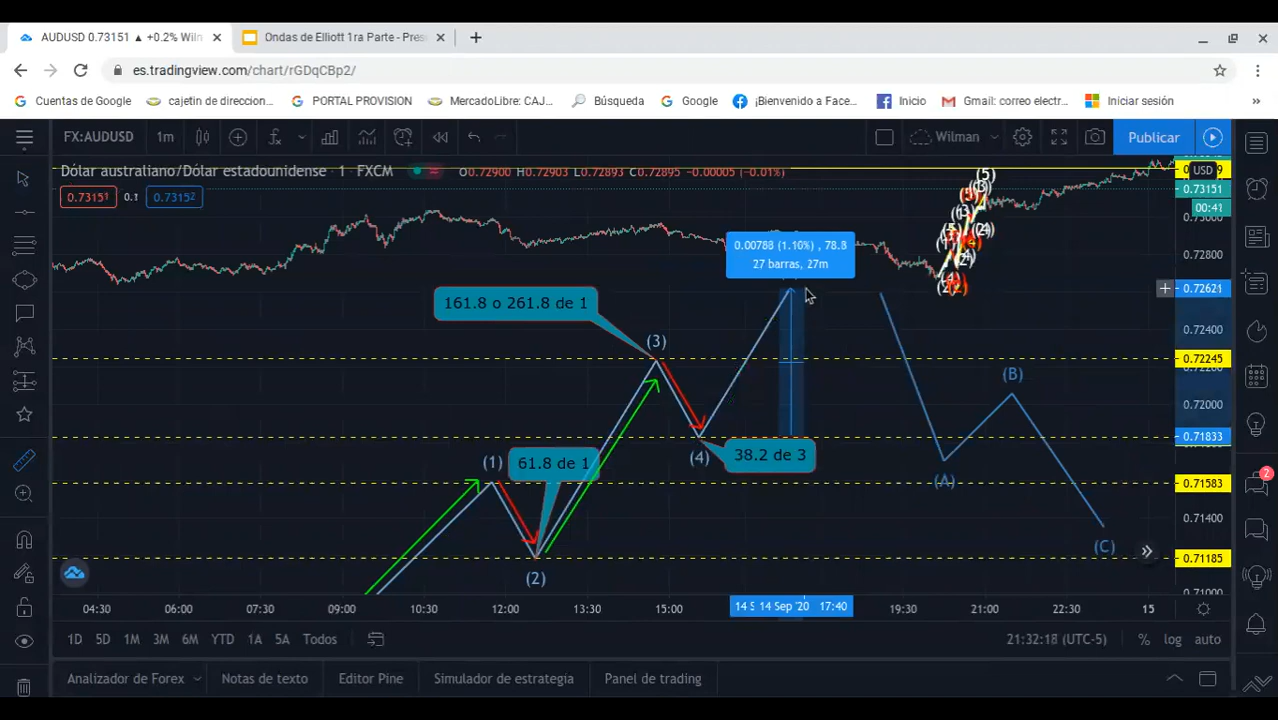 AUDUSD 0.73151 ▲ +0.2% Wiln
Ondas de Elliott 1ra Parte - Pres
es.tradingview.com/chart/rGDqCBp2/
Cuentas de Google
cajetin de direccion...
PORTAL PROVISION
MercadoLibre: CAJ...
Búsqueda
Google
¡Bienvenido a Face...
Inicio
Gmail: correo electr...
Iniciar sesión
FX:AUDUSD
1m
Wilman
Publicar
Dólar australiano/Dólar estadounidense · 1 · FXCM
O0.72900 H0.72903 L0.72893 C0.72895 -0.00005 (-0.01%)
0.73151
0.1
0.73152
USD
0.73151
00:41
0.73000
0.72800
0.72621
0.72400
0.72245
0.72200
0.72000
0.71833
0.71583
0.71400
0.71185
0.71000
0.00788 (1.10%) , 78.8
27 barras, 27m
161.8 o 261.8 de 1
(3)
(B)
(1)
61.8 de 1
(4)
38.2 de 3
(A)
(C)
(2)
(5)
04:30
06:00
07:30
09:00
10:30
12:00
13:30
15:00
14 S
14 Sep '20
17:40
19:30
21:00
22:30
15
1D
5D
1M
3M
6M
YTD
1A
5A
Todos
21:32:18 (UTC-5)
%
log
auto
Analizador de Forex
Notas de texto
Editor Pine
Simulador de estrategia
Panel de trading
2